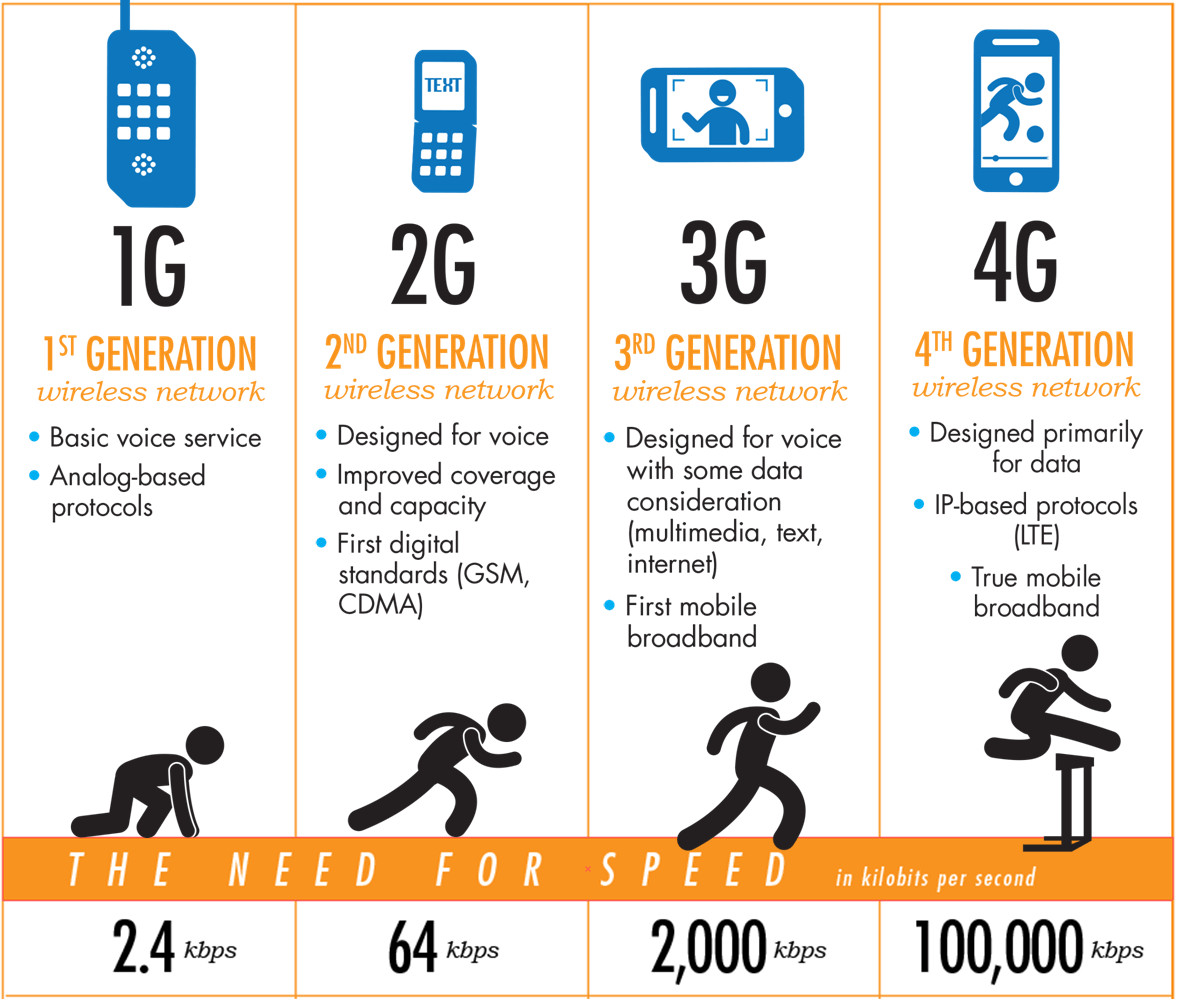 TEXT
1G
1ST GENERATION
wireless network
• Basic voice service
• Analog-based
protocols
2G
2ND GENERATION
wireless network
• Designed for voice
• Improved coverage
and capacity
• First digital
standards (GSM,
CDMA)
3G
3RD GENERATION
wireless network
• Designed for voice
with some data
consideration
(multimedia, text,
internet)
• First mobile
broadband
4G
4TH GENERATION
wireless network
• Designed primarily
for data
• IP-based protocols
(LTE)
• True mobile
broadband
THE NEED FOR SPEED in kilobits per second
2.4 kbps
64 kbps
2,000 kbps
100,000 kbps